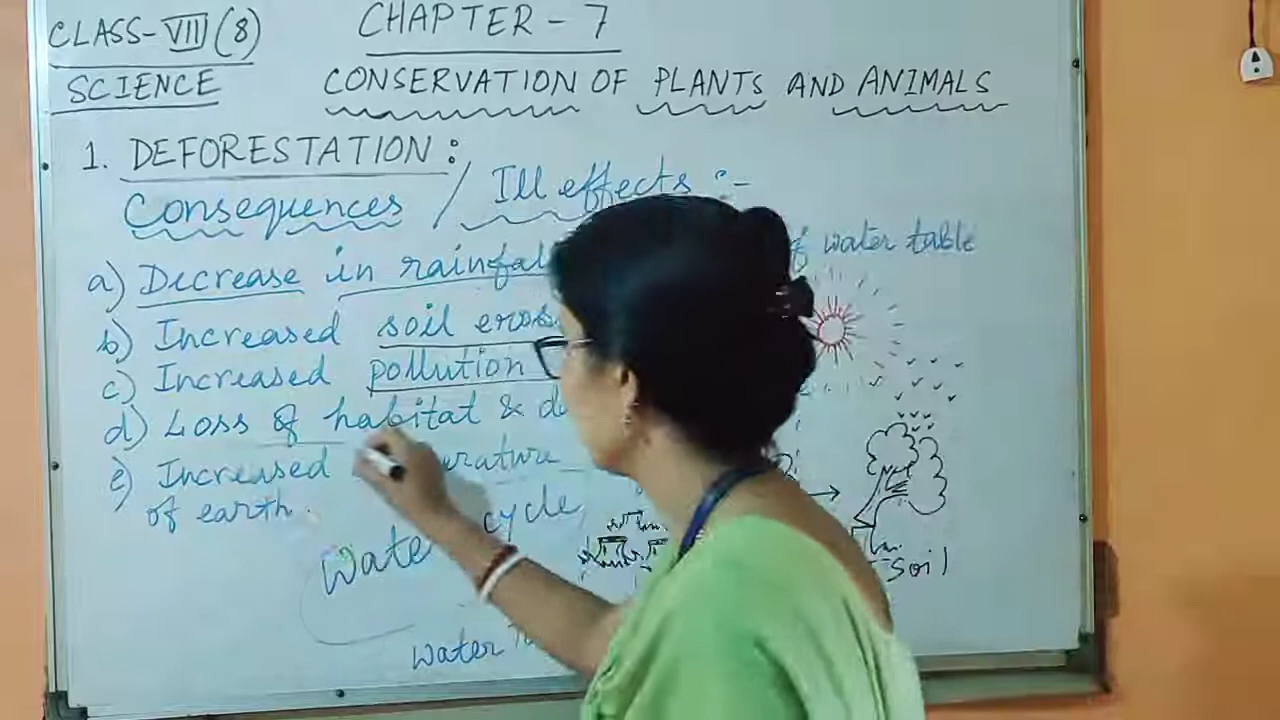 CLASS-VIII (8)
CHAPTER - 7
SCIENCE
CONSERVATION OF PLANTS AND ANIMALS
1. DEFORESTATION :
Consequences / Ill effects :-
a) Decrease in rainfall of water table
b) Increased soil
c) Increased pollution
d) Loss of habitat &
e) Increased
of earth.
cycle
Water
Soil